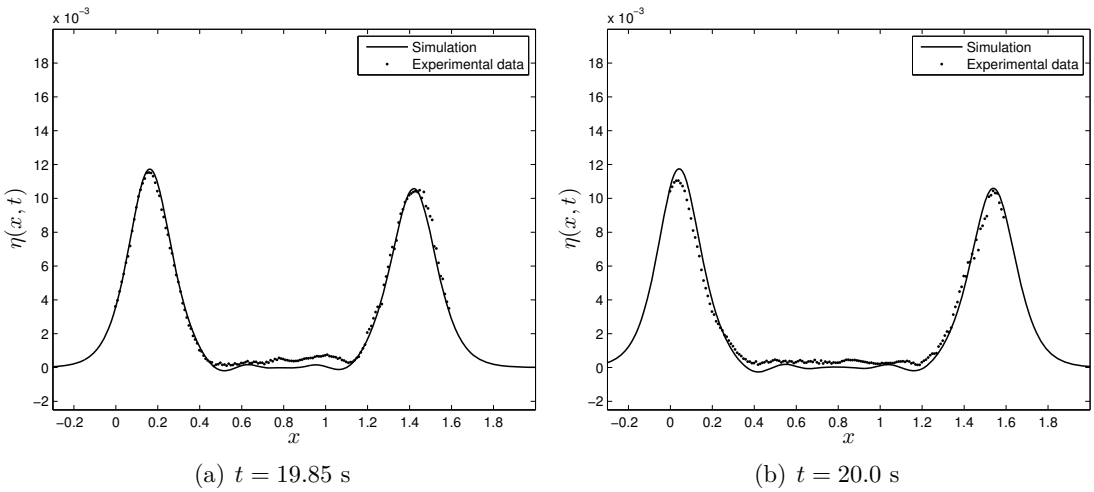 x 10⁻³
18
16
14
12
10
8
6
4
2
0
−2
η(x, t)
−0.2 0 0.2 0.4 0.6 0.8 1.0 1.2 1.4 1.6 1.8
x
Simulation
Experimental data
(a) t = 19.85 s
x 10⁻³
18
16
14
12
10
8
6
4
2
0
−2
η(x, t)
−0.2 0 0.2 0.4 0.6 0.8 1.0 1.2 1.4 1.6 1.8
x
Simulation
Experimental data
(b) t = 20.0 s